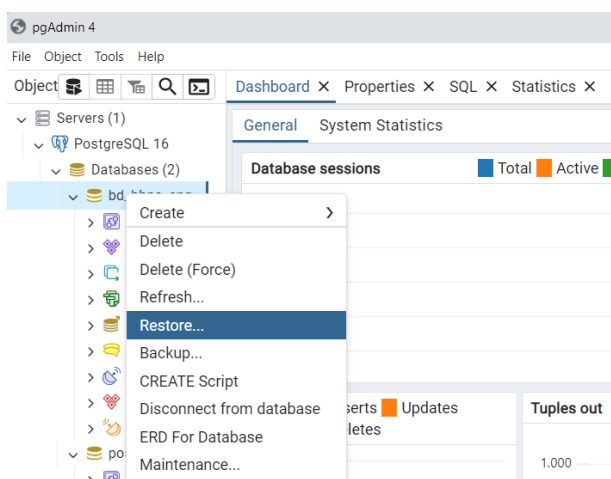 pgAdmin 4
File Object Tools Help
Object
Dashboard Properties SQL Statistics
Servers (1)
General System Statistics
PostgreSQL 16
Databases (2)
Database sessions Total Active
Create
Delete
Delete (Force)
Refresh...
Restore...
Backup...
CREATE Script
Disconnect from database
ERD For Database
Maintenance...
Updates
Tuples out
1.000